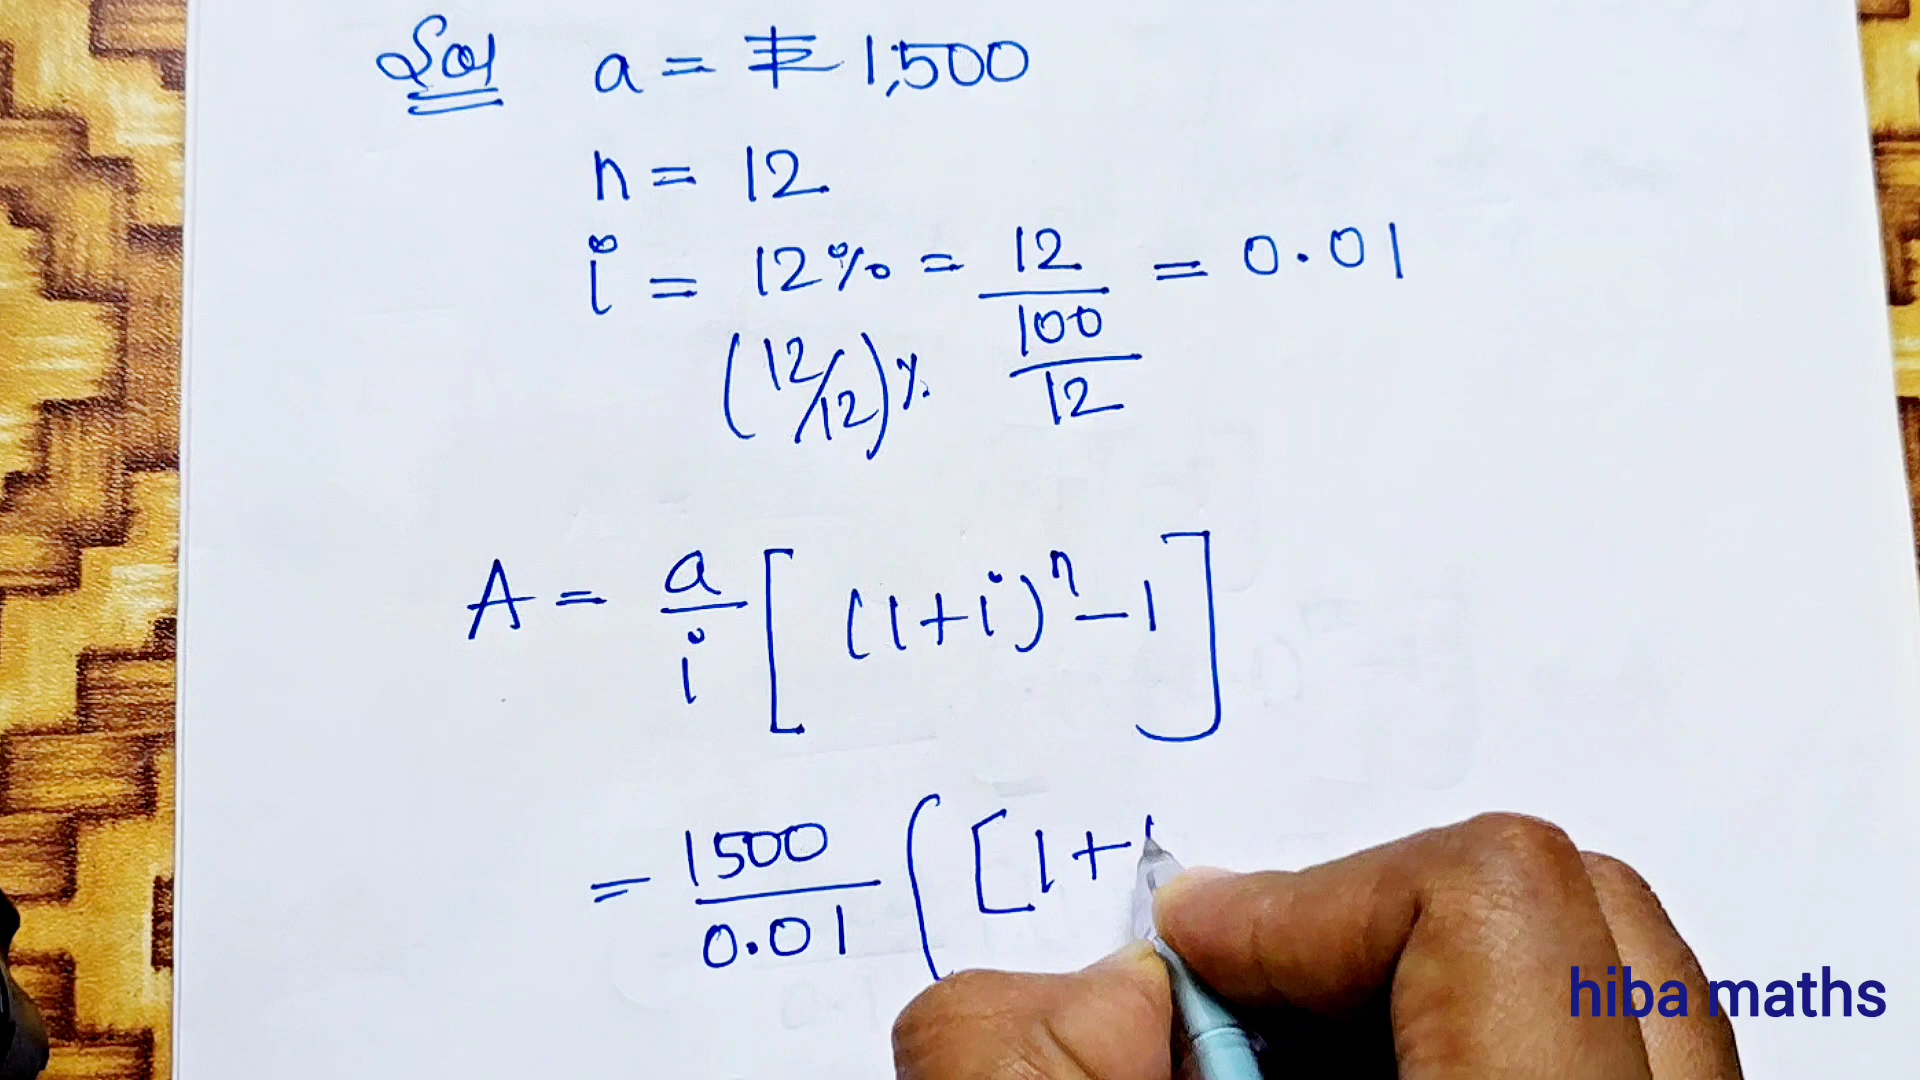 Sol a = ₹ 1,500
n = 12
i = 12% = 12/100/12 = 0.01
(12/12)%
A = a/i [(1+i)^n - 1]
= 1500/0.01 ([1+
hiba maths